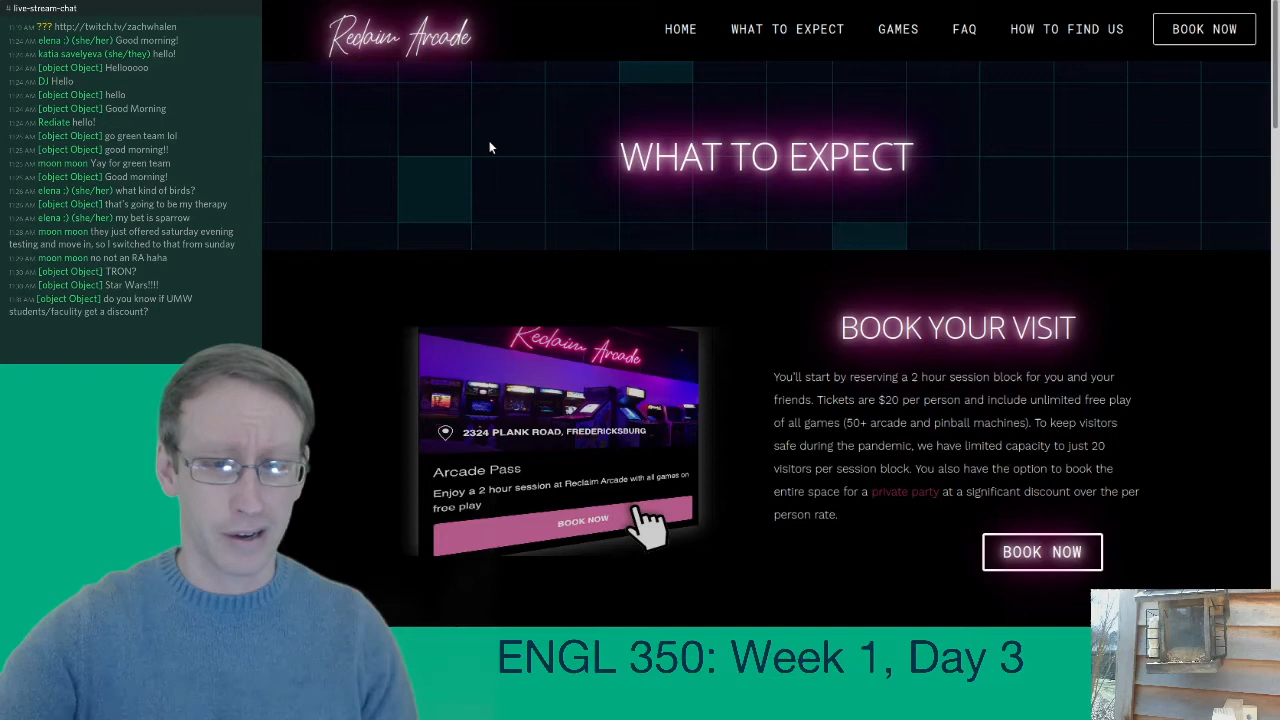 # live-stream-chat
11:19 AM ??? http://twitch.tv/zachwhalen
11:24 AM elena :) (she/her) Good morning!
11:24 AM katia savelyeva (she/they) hello!
11:24 AM [object Object] Hellooooo
11:24 AM DJ Hello
11:24 AM [object Object] hello
11:24 AM [object Object] Good Morning
11:24 AM Rediate hello!
11:25 AM [object Object] go green team lol
11:25 AM [object Object] good morning!!
11:25 AM moon moon Yay for green team
11:25 AM [object Object] Good morning!
11:26 AM elena :) (she/her) what kind of birds?
11:26 AM [object Object] that's going to be my therapy
11:26 AM elena :) (she/her) my bet is sparrow
11:28 AM moon moon they just offered saturday evening
testing and move in, so I switched to that from sunday
11:29 AM moon moon no not an RA haha
11:30 AM [object Object] TRON?
11:30 AM [object Object] Star Wars!!!!
11:31 AM [object Object] do you know if UMW
students/faculity get a discount?
Reclaim Arcade
HOME WHAT TO EXPECT GAMES FAQ HOW TO FIND US BOOK NOW
WHAT TO EXPECT
Reclaim Arcade
2324 PLANK ROAD, FREDERICKSBURG
Arcade Pass
Enjoy a 2 hour session at Reclaim Arcade with all games on
free play
BOOK NOW
BOOK YOUR VISIT
You'll start by reserving a 2 hour session block for you and your
friends. Tickets are $20 per person and include unlimited free play
of all games (50+ arcade and pinball machines). To keep visitors
safe during the pandemic, we have limited capacity to just 20
visitors per session block. You also have the option to book the
entire space for a private party at a significant discount over the per
person rate.
BOOK NOW
ENGL 350: Week 1, Day 3